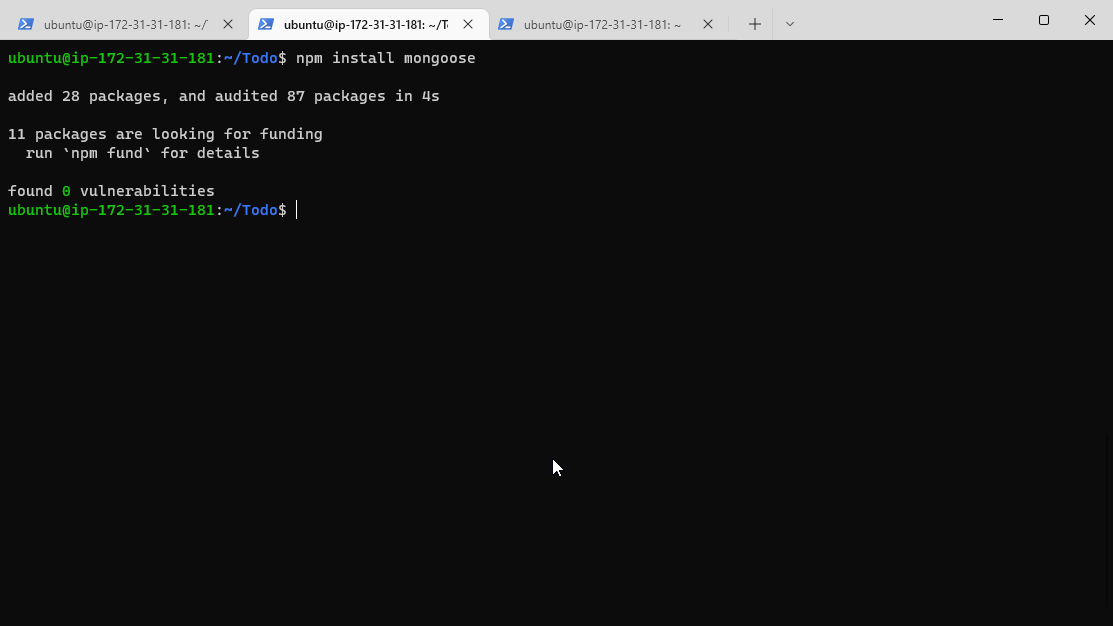 ubuntu@ip-172-31-31-181: ~/
ubuntu@ip-172-31-31-181: ~/T
ubuntu@ip-172-31-31-181: ~
ubuntu@ip-172-31-31-181:~/Todo$ npm install mongoose
added 28 packages, and audited 87 packages in 4s
11 packages are looking for funding
  run `npm fund` for details
found 0 vulnerabilities
ubuntu@ip-172-31-31-181:~/Todo$